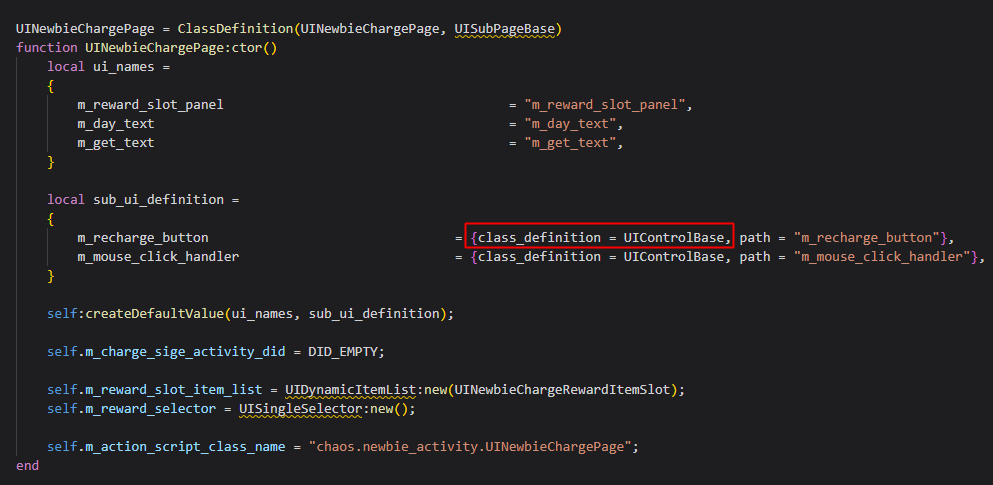 UINewbieChargePage = ClassDefinition(UINewbieChargePage, UISubPageBase)
function UINewbieChargePage:ctor()
    local ui_names =
    {
        m_reward_slot_panel                                     = "m_reward_slot_panel",
        m_day_text                                              = "m_day_text",
        m_get_text                                              = "m_get_text",
    }

    local sub_ui_definition =
    {
        m_recharge_button                                = {class_definition = UIControlBase, path = "m_recharge_button"},
        m_mouse_click_handler                            = {class_definition = UIControlBase, path = "m_mouse_click_handler"},
    }

    self:createDefaultValue(ui_names, sub_ui_definition);

    self.m_charge_sige_activity_did = DID_EMPTY;

    self.m_reward_slot_item_list = UIDynamicItemList:new(UINewbieChargeRewardItemSlot);
    self.m_reward_selector = UISingleSelector:new();

    self.m_action_script_class_name = "chaos.newbie_activity.UINewbieChargePage";
end